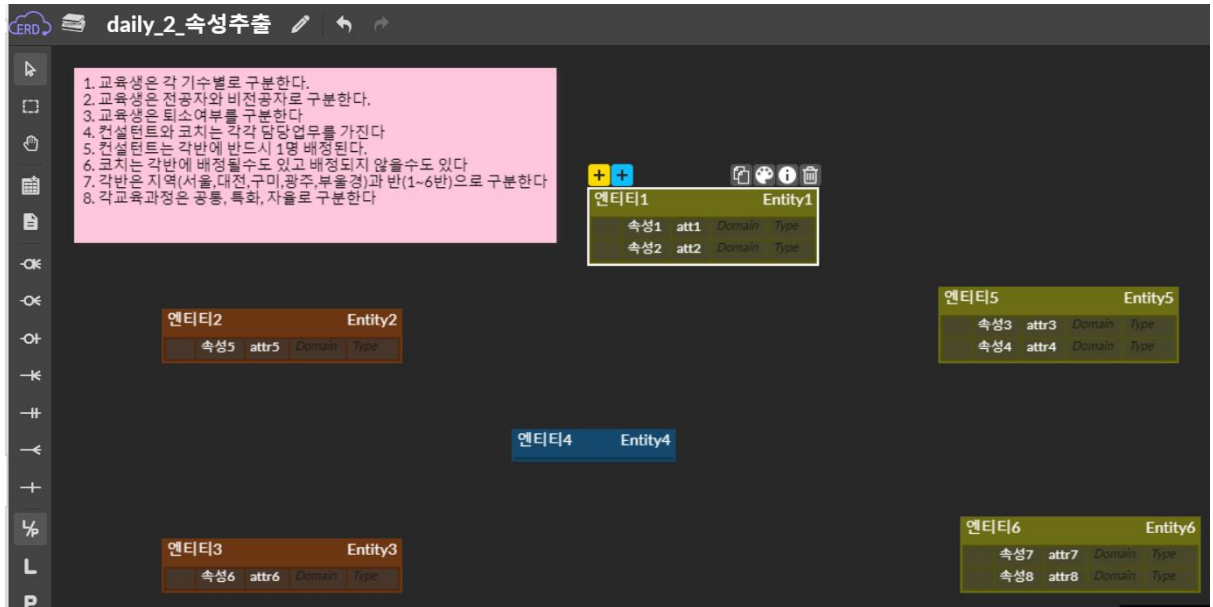 ERD
daily_2_속성추출
1. 교육생은 각 기수별로 구분한다.
2. 교육생은 전공자와 비전공자로 구분한다.
3. 교육생은 퇴소여부를 구분한다
4. 컨설턴트와 코치는 각각 담당업무를 가진다
5. 컨설턴트는 각반에 반드시 1명 배정된다.
6. 코치는 각반에 배정될수도 있고 배정되지 않을수도 있다
7. 각반은 지역(서울,대전,구미,광주,부울경)과 반(1~6반)으로 구분한다
8. 각교육과정은 공통, 특화, 자율로 구분한다
엔티티1 Entity1
속성1 att1 Domain Type
속성2 att2 Domain Type
엔티티5 Entity5
속성3 attr3 Domain Type
속성4 attr4 Domain Type
엔티티2 Entity2
속성5 attr5 Domain Type
엔티티4 Entity4
엔티티6 Entity6
속성7 attr7 Domain Type
속성8 attr8 Domain Type
엔티티3 Entity3
속성6 attr6 Domain Type
L/P
L
P